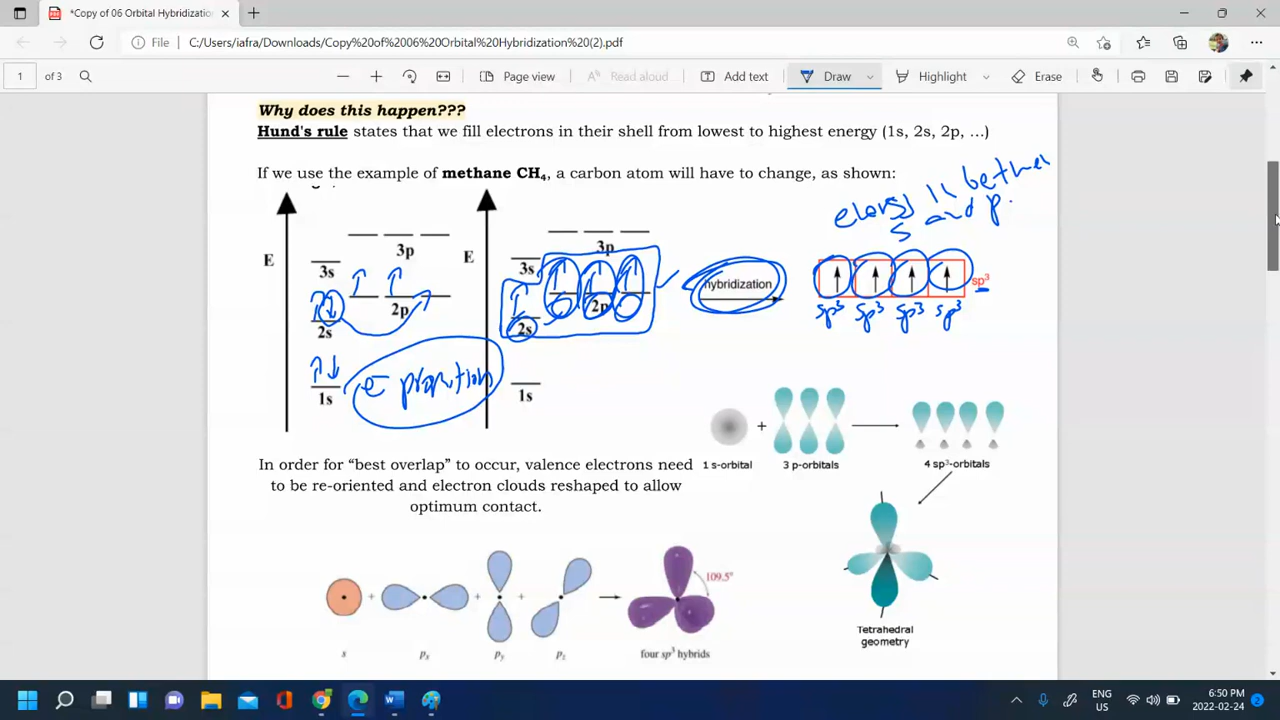 *Copy of 06 Orbital Hybridizatio
File C:/Users/iafra/Downloads/Copy%20of%2006%20Orbital%20Hybridization%20(2).pdf
1 of 3 Page view Read aloud Add text Draw Highlight Erase
Why does this happen???
Hund's rule states that we fill electrons in their shell from lowest to highest energy (1s, 2s, 2p, …)
If we use the example of methane CH4, a carbon atom will have to change, as shown:
and p
s
E 3s 3p 2p 2s 1s
e-
E 3s 3p 2p 2s 1s
hybridization
sp³
sp³ sp³ sp³ sp³
1 s-orbital + 3 p-orbitals 4 sp³-orbitals
In order for “best overlap” to occur, valence electrons need
to be re-oriented and electron clouds reshaped to allow
optimum contact.
109.5°
s + px + py + pz four sp³ hybrids
Tetrahedral
geometry
ENG
US
6:50 PM
2022-02-24